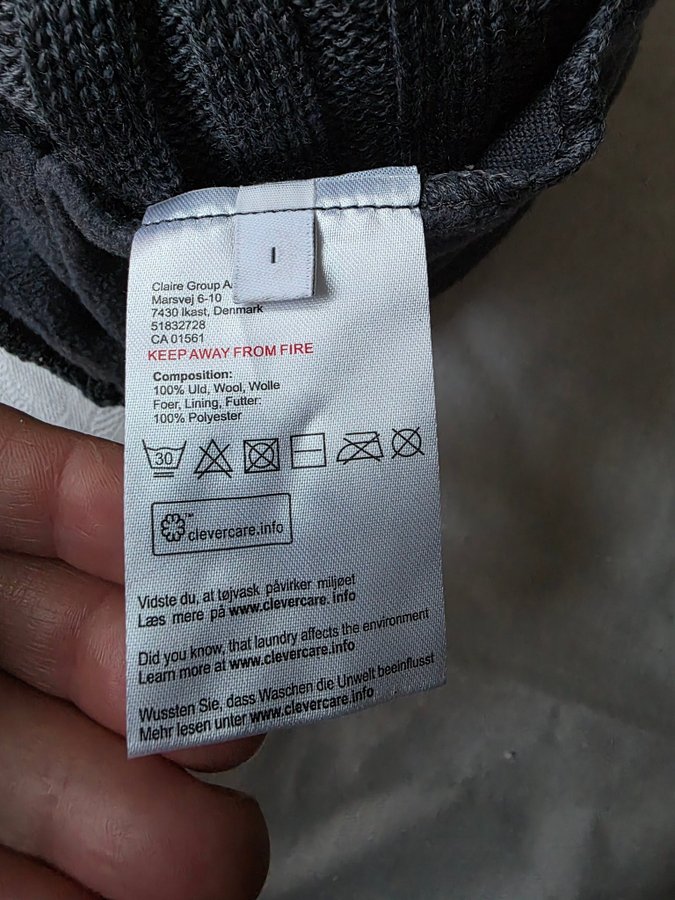 I
Claire Group A
Marsvej 6-10
7430 Ikast, Denmark
51832728
CA 01561
KEEP AWAY FROM FIRE
Composition:
100% Uld, Wool, Wolle
Foer, Lining, Futter:
100% Polyester
30
™
clevercare.info
Vidste du, at tøjvask påvirker miljøet
Læs mere på www.clevercare.info
Did you know, that laundry affects the environment
Learn more at www.clevercare.info
Wussten Sie, dass Waschen die Unwelt beeinflusst
Mehr lesen unter www.clevercare.info